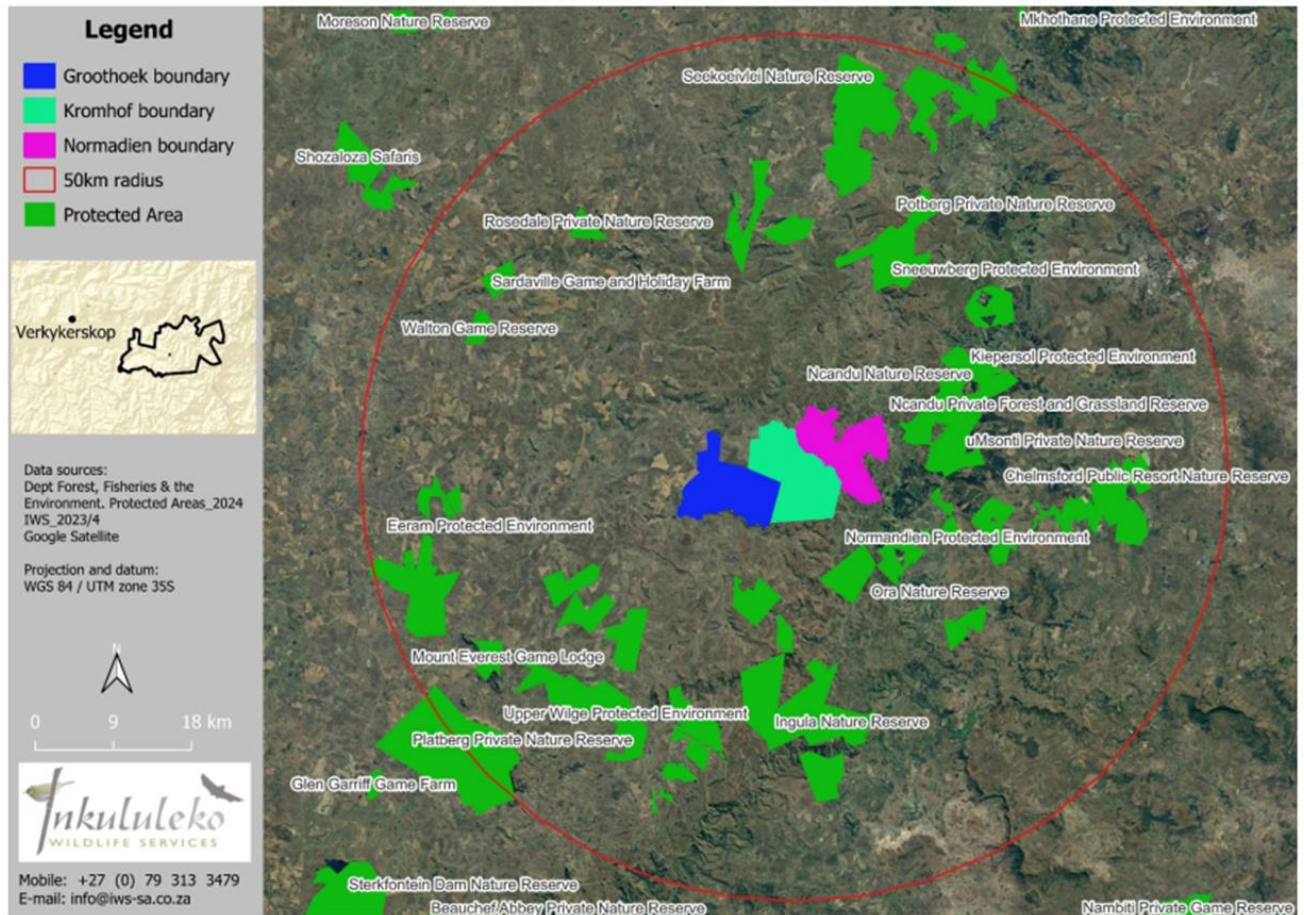 Legend
Groothoek boundary
Kromhof boundary
Normadien boundary
50km radius
Protected Area
Verkykerskop
Data sources:
Dept Forest, Fisheries & the
Environment. Protected Areas_2024
IWS_2023/4
Google Satellite
Projection and datum:
WGS 84 / UTM zone 35S
N
0 9 18 km
Inkululeko
WILDLIFE SERVICES
Mobile: +27 (0) 79 313 3479
E-mail: info@iws-sa.co.za
Moreson Nature Reserve
Mkhothane Protected Environment
Seekoeivlei Nature Reserve
Shozaloza Safaris
Potberg Private Nature Reserve
Rosedale Private Nature Reserve
Sneeuwberg Protected Environment
Sardaville Game and Holiday Farm
Walton Game Reserve
Kiepersol Protected Environment
Ncandu Nature Reserve
Ncandu Private Forest and Grassland Reserve
uMsonti Private Nature Reserve
Chelmsford Public Resort Nature Reserve
Eeram Protected Environment
Normandien Protected Environment
Ora Nature Reserve
Mount Everest Game Lodge
Upper Wilge Protected Environment
Ingula Nature Reserve
Platberg Private Nature Reserve
Glen Garriff Game Farm
Sterkfontein Dam Nature Reserve
Beauchef Abbey Private Nature Reserve
Nambiti Private Game Reserve